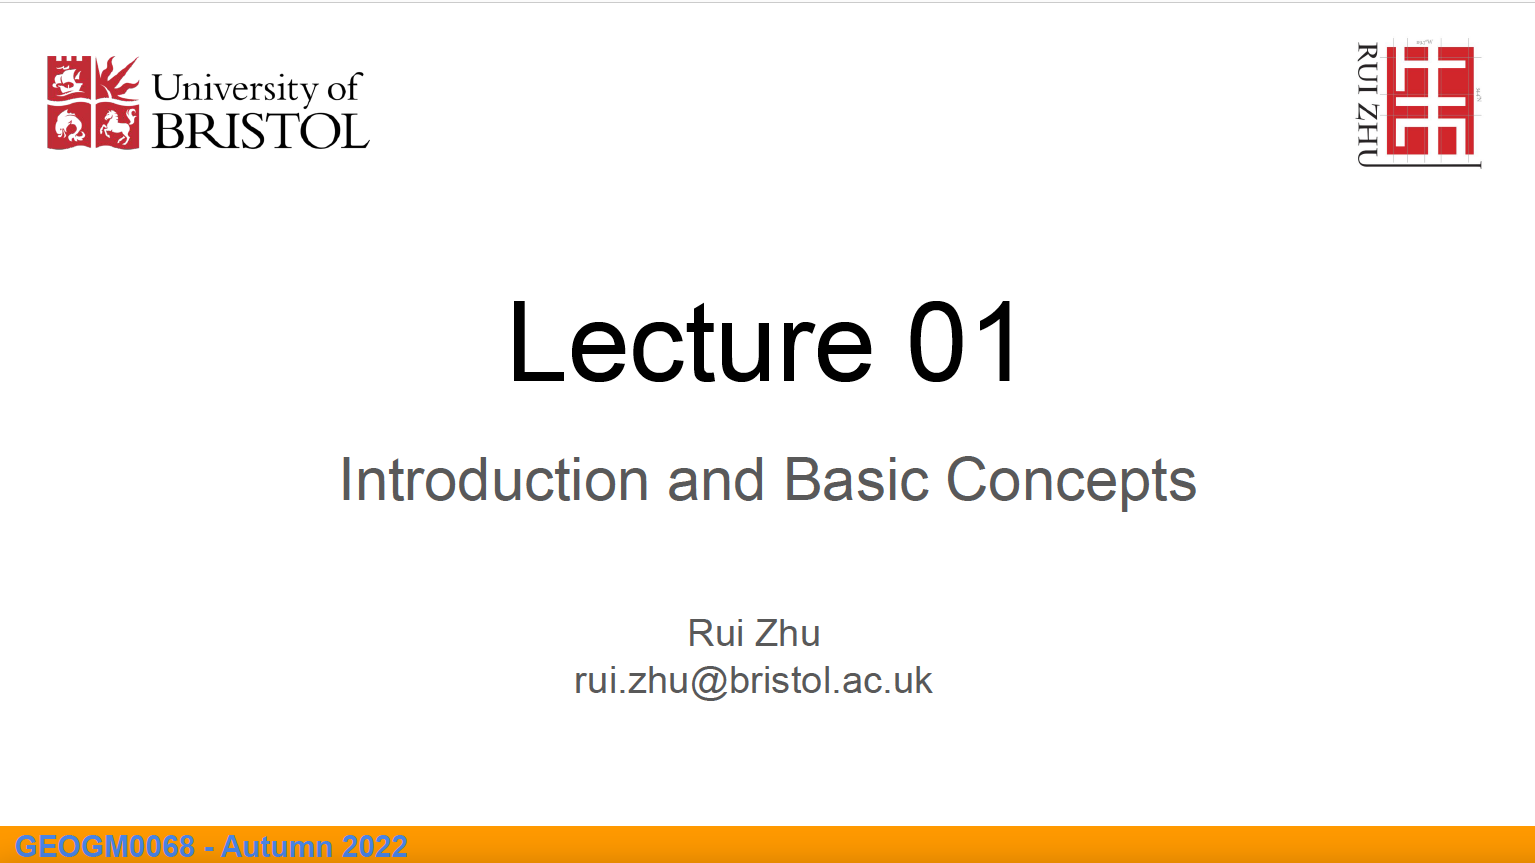 University of
BRISTOL
RUI ZHU
Lecture 01
Introduction and Basic Concepts
Rui Zhu
rui.zhu@bristol.ac.uk
GEOGM0068 - Autumn 2022